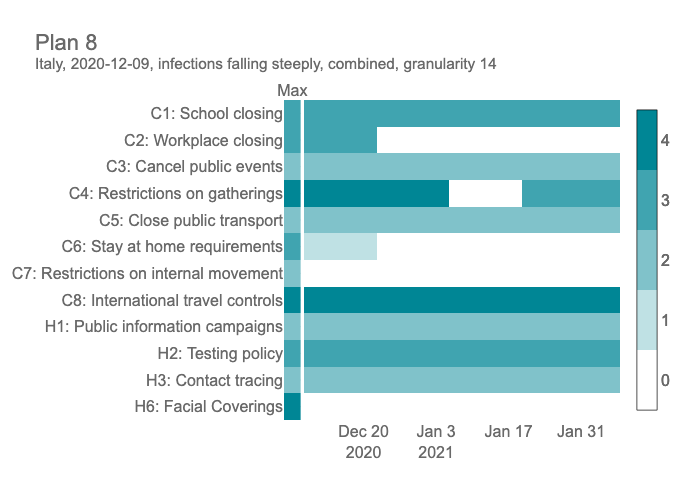 Plan 8
Italy, 2020-12-09, infections falling steeply, combined, granularity 14
Max
C1: School closing
C2: Workplace closing
C3: Cancel public events
C4: Restrictions on gatherings
C5: Close public transport
C6: Stay at home requirements
C7: Restrictions on internal movement
C8: International travel controls
H1: Public information campaigns
H2: Testing policy
H3: Contact tracing
H6: Facial Coverings
4
3
2
1
0
Dec 20 Jan 3 Jan 17 Jan 31
2020 2021